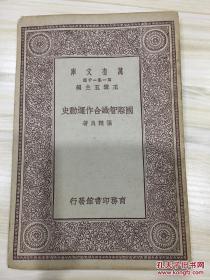 萬有文庫
第一集一千種
王雲五主編
國際智識合作運動史
張輔良著
商務印書館發行